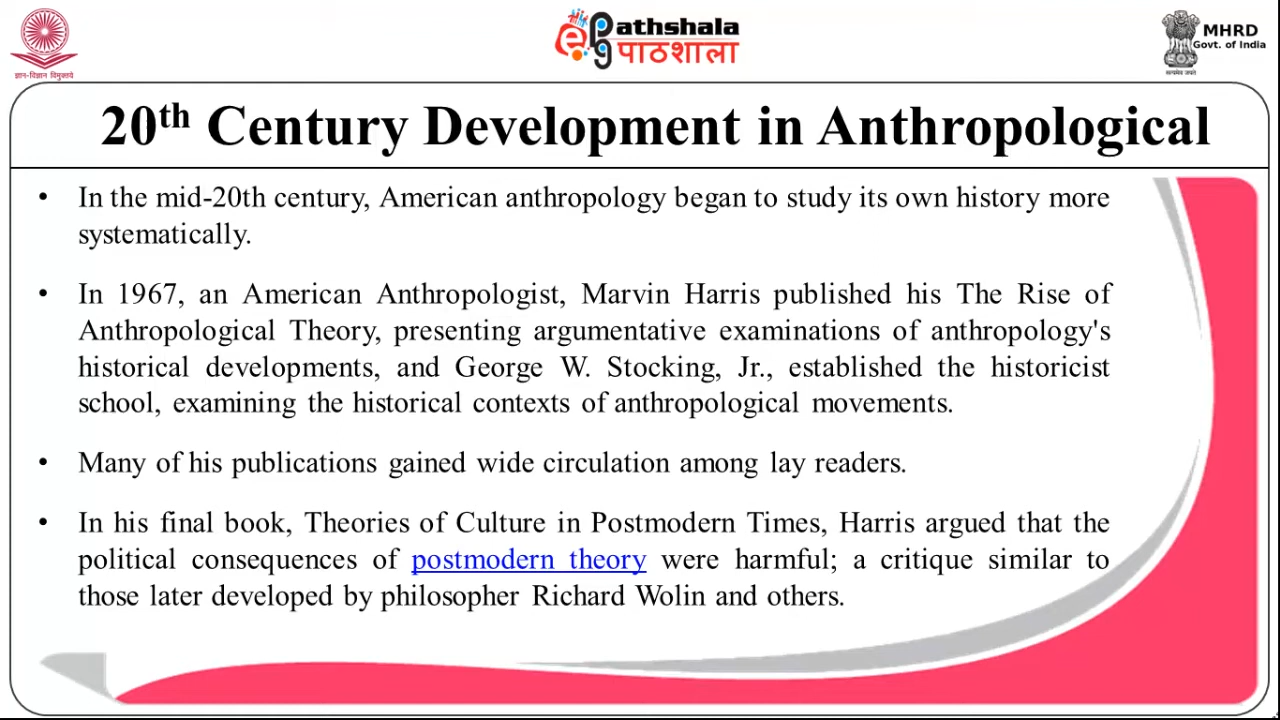 ज्ञान-विज्ञान विमुक्तये
ePG Pathshala
पाठशाला
MHRD
Govt. of India
सत्यमेव जयते
20th Century Development in Anthropological
• In the mid-20th century, American anthropology began to study its own history more
systematically.
• In 1967, an American Anthropologist, Marvin Harris published his The Rise of
Anthropological Theory, presenting argumentative examinations of anthropology's
historical developments, and George W. Stocking, Jr., established the historicist
school, examining the historical contexts of anthropological movements.
• Many of his publications gained wide circulation among lay readers.
• In his final book, Theories of Culture in Postmodern Times, Harris argued that the
political consequences of postmodern theory were harmful; a critique similar to
those later developed by philosopher Richard Wolin and others.